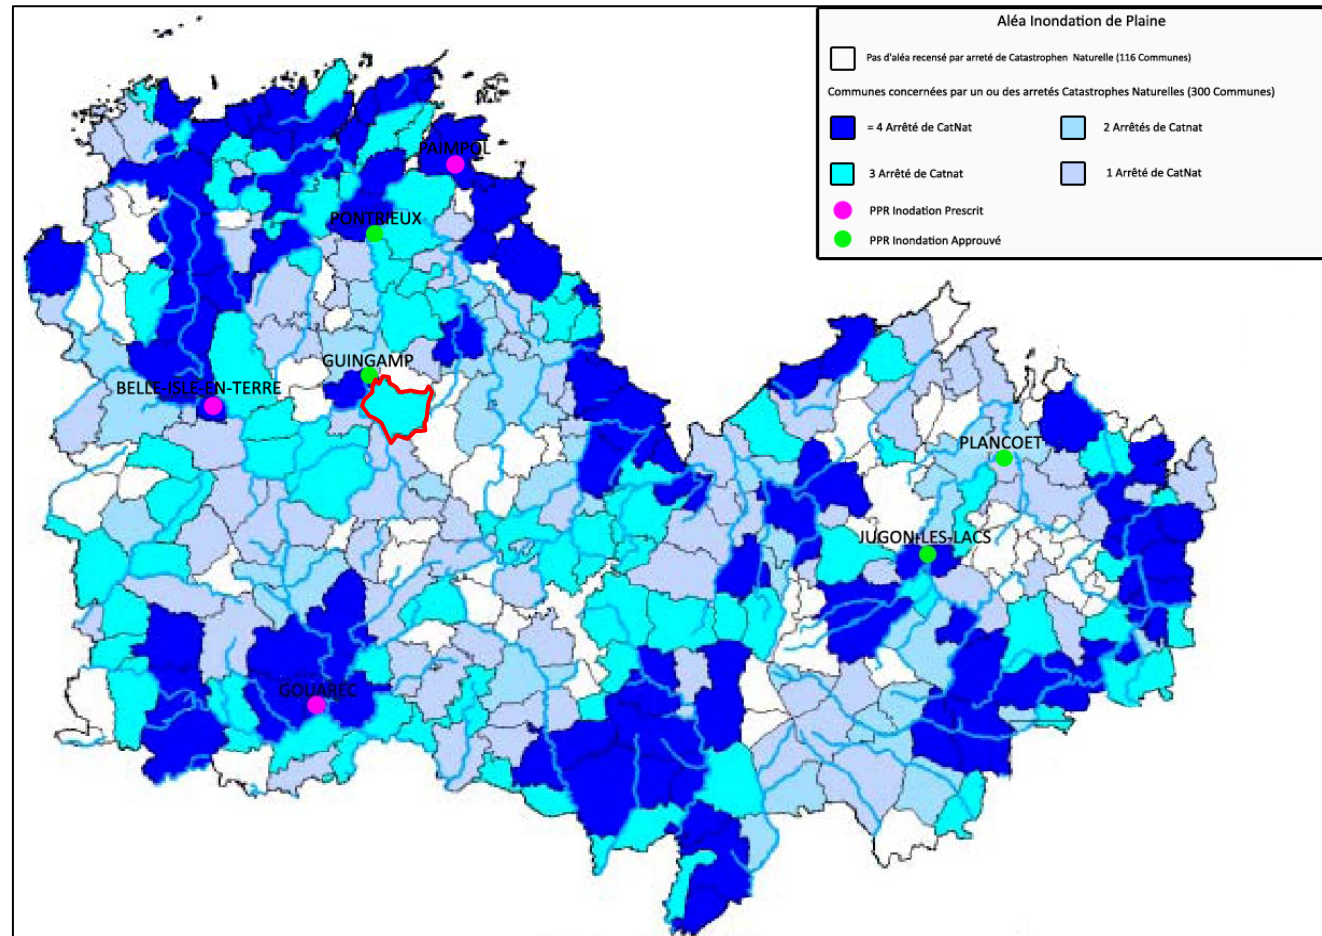 Aléa Inondation de Plaine
Pas d'aléa recensé par arreté de Catastrophen Naturelle (116 Communes)
Communes concernées par un ou des arretés Catastrophes Naturelles (300 Communes)
= 4 Arrêté de CatNat
2 Arrêtés de Catnat
3 Arrêté de Catnat
1 Arrêté de CatNat
PPR Inodation Prescrit
PPR Inondation Approuvé
PAIMPOL
PONTRIEUX
GUINGAMP
BELLE-ISLE-EN-TERRE
PLANCOET
JUGON-LES-LACS
GOUAREC